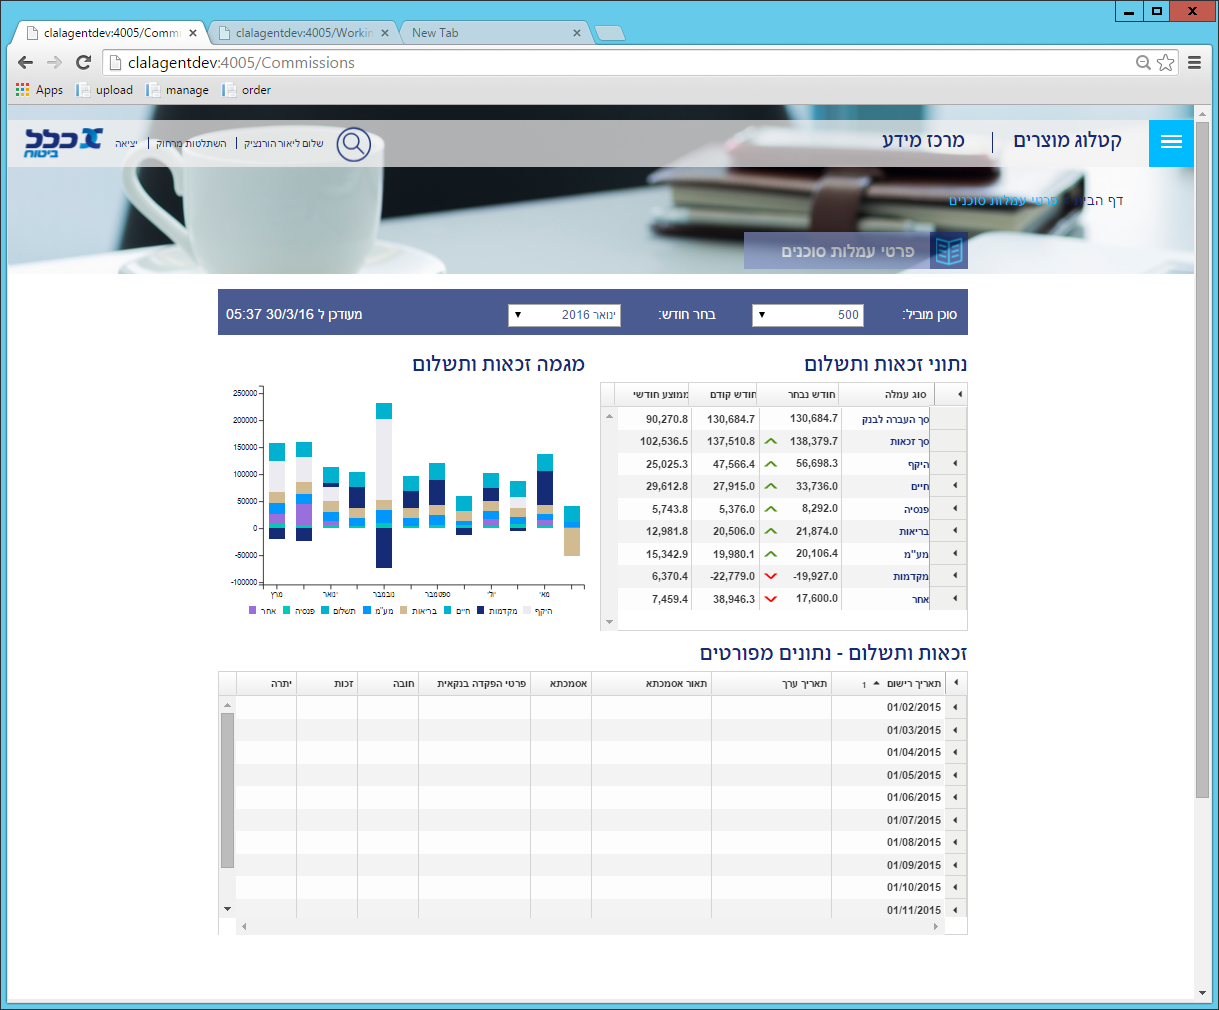 clalagentdev:4005/Comm
clalagentdev:4005/Workin
New Tab
clalagentdev:4005/Commissions
Apps upload manage order
קטלוג מוצרים | מרכז מידע
שלום ליאור הורנציק | השתלטות מרחוק | יציאה
כלל ביטוח
דף הבית פרטי עמלות סוכנים
פרטי עמלות סוכנים
סוכן מוביל: 500 בחר חודש: ינואר 2016 מעודכן ל 30/3/16 05:37
נתוני זכאות ותשלום
סוג עמלה חודש נבחר חודש קודם ממוצע חודשי
סך העברה לבנק 130,684.7 130,684.7 90,270.8
סך זכאות 138,379.7 137,510.8 102,536.5
היקף 56,698.3 47,566.4 25,025.3
חיים 33,736.0 27,915.0 29,612.8
פנסיה 8,292.0 5,376.0 5,743.8
בריאות 21,874.0 20,506.0 12,981.8
מע"מ 20,106.4 19,980.1 15,342.9
מקדמות -19,927.0 -22,779.0 6,370.4
אחר 17,600.0 38,946.3 7,459.4
מגמה זכאות ותשלום
250000
200000
150000
100000
50000
0
-50000
-100000
מרץ ינואר נובמבר ספטמבר יולי מאי
היקף מקדמות חיים בריאות מע"מ תשלום פנסיה אחר
זכאות ותשלום - נתונים מפורטים
תאריך רישום 1 תאריך ערך תאור אסמכתא אסמכתא פרטי הפקדה בנקאית חובה זכות יתרה
01/02/2015
01/03/2015
01/04/2015
01/05/2015
01/06/2015
01/07/2015
01/08/2015
01/09/2015
01/10/2015
01/11/2015